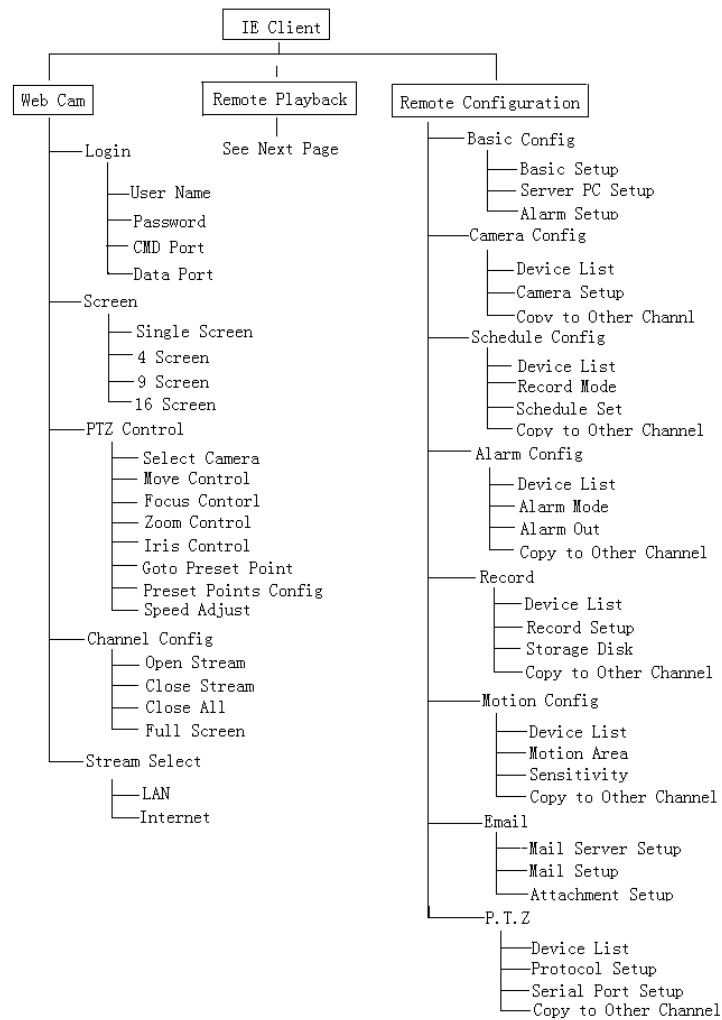 IE Client
Web Cam
Remote Playback
Remote Configuration
See Next Page
Login
User Name
Password
CMD Port
Data Port
Screen
Single Screen
4 Screen
9 Screen
16 Screen
PTZ Control
Select Camera
Move Control
Focus Contorl
Zoom Control
Iris Control
Goto Preset Point
Preset Points Config
Speed Adjust
Channel Config
Open Stream
Close Stream
Close All
Full Screen
Stream Select
LAN
Internet
Basic Config
Basic Setup
Server PC Setup
Alarm Setup
Camera Config
Device List
Camera Setup
Copy to Other Channl
Schedule Config
Device List
Record Mode
Schedule Set
Copy to Other Channel
Alarm Config
Device List
Alarm Mode
Alarm Out
Copy to Other Channel
Record
Device List
Record Setup
Storage Disk
Copy to Other Channel
Motion Config
Device List
Motion Area
Sensitivity
Copy to Other Channel
Email
Mail Server Setup
Mail Setup
Attachment Setup
P.T.Z
Device List
Protocol Setup
Serial Port Setup
Copy to Other Channel